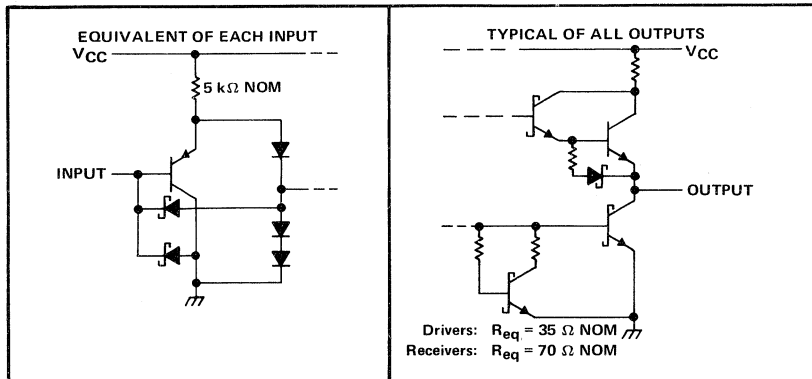 EQUIVALENT OF EACH INPUT
VCC
5 kΩ NOM
INPUT
TYPICAL OF ALL OUTPUTS
VCC
OUTPUT
Drivers: Req = 35 Ω NOM
Receivers: Req = 70 Ω NOM